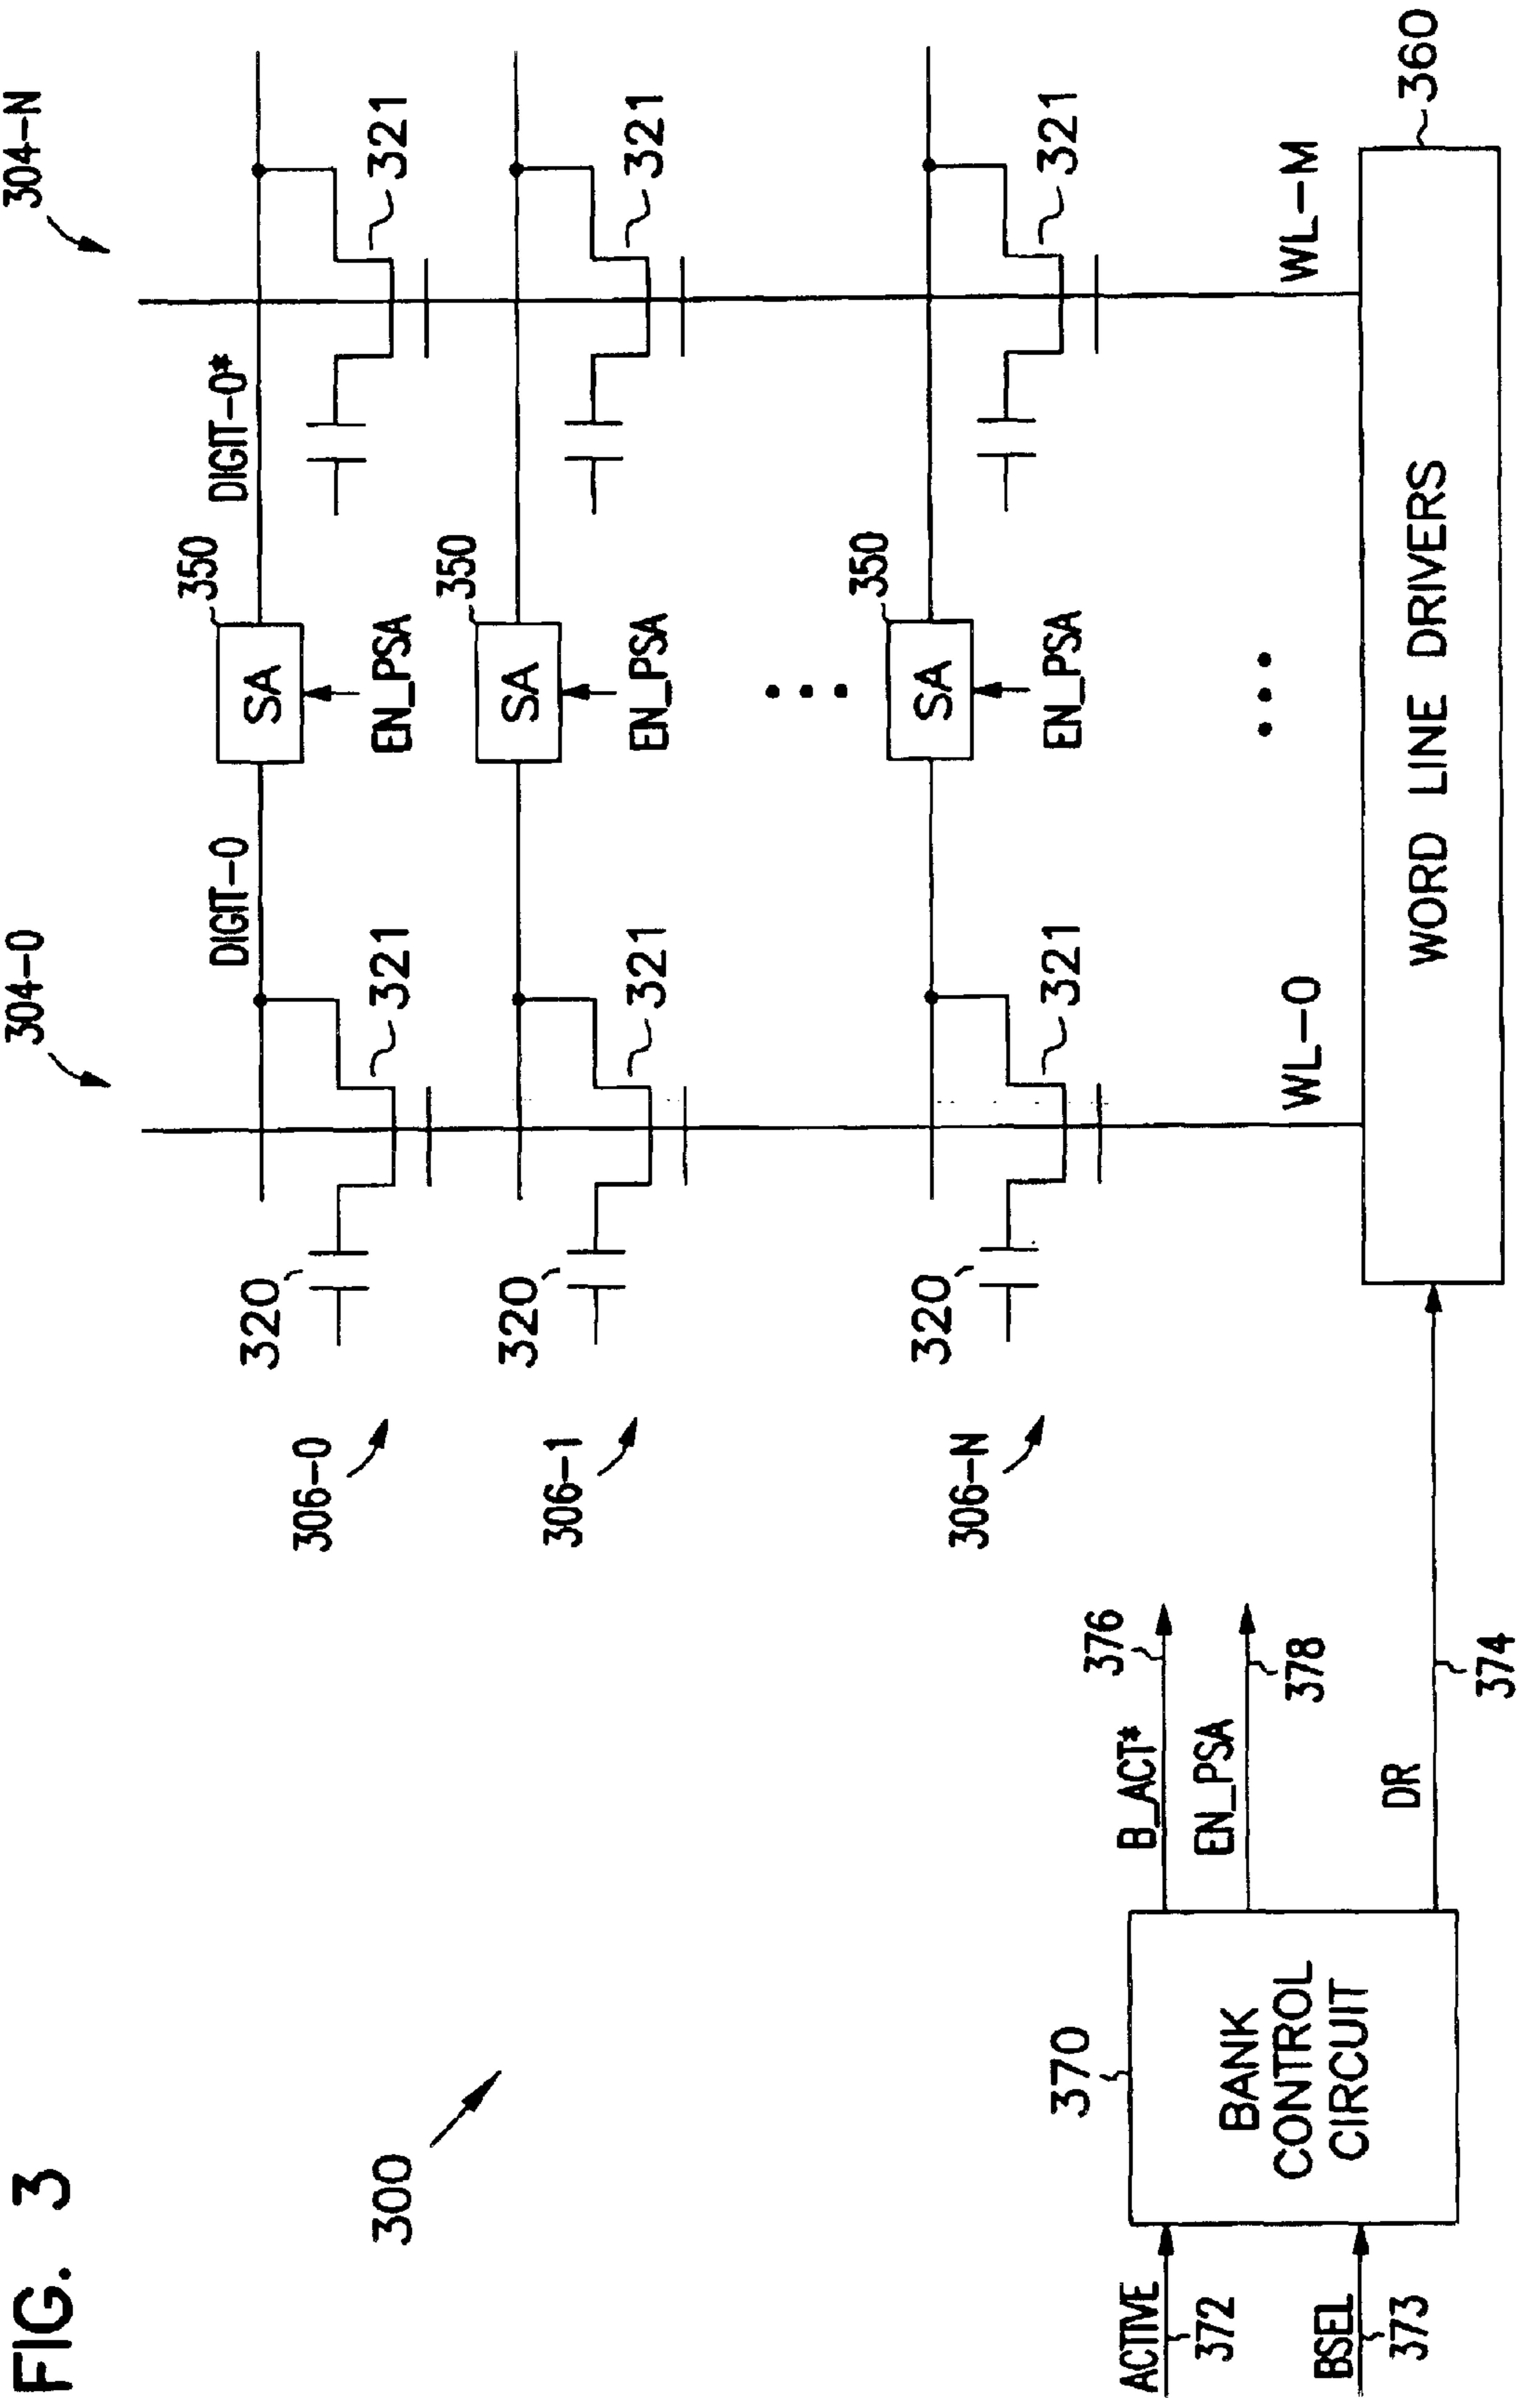 FIG. 3
300
304-0
304-N
DIGIT-0
350
DIGIT-0*
SA
EN_PSA
320
321
321
306-0
350
SA
EN_PSA
320
321
321
306-1
350
SA
EN_PSA
320
321
321
306-N
WL-0
WL-M
WORD LINE DRIVERS
360
370
BANK
CONTROL
CIRCUIT
ACTIVE
372
BSEL
373
B_ACT*
376
EN_PSA
378
DR
374